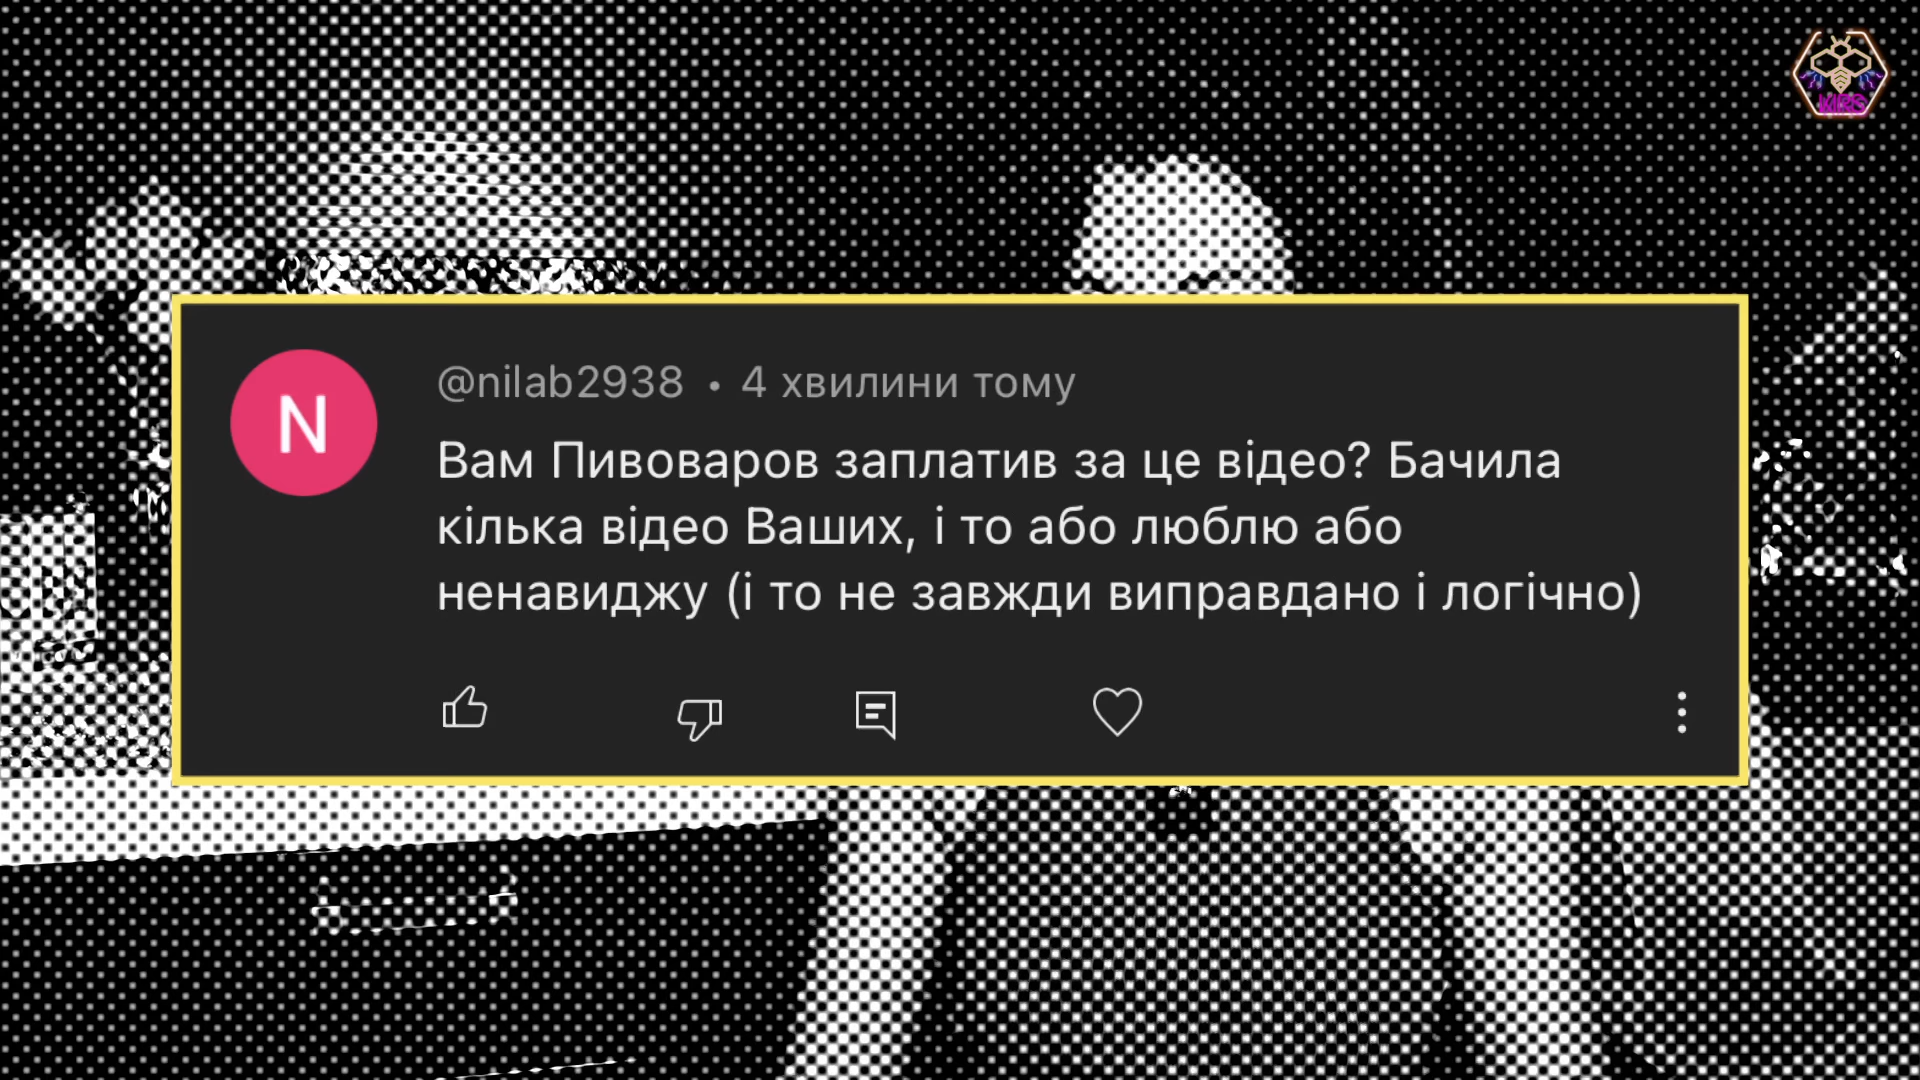 KIRS
N
@nilab2938 • 4 хвилини тому
Вам Пивоваров заплатив за це відео? Бачила
кілька відео Ваших, і то або люблю або
ненавиджу (і то не завжди виправдано і логічно)